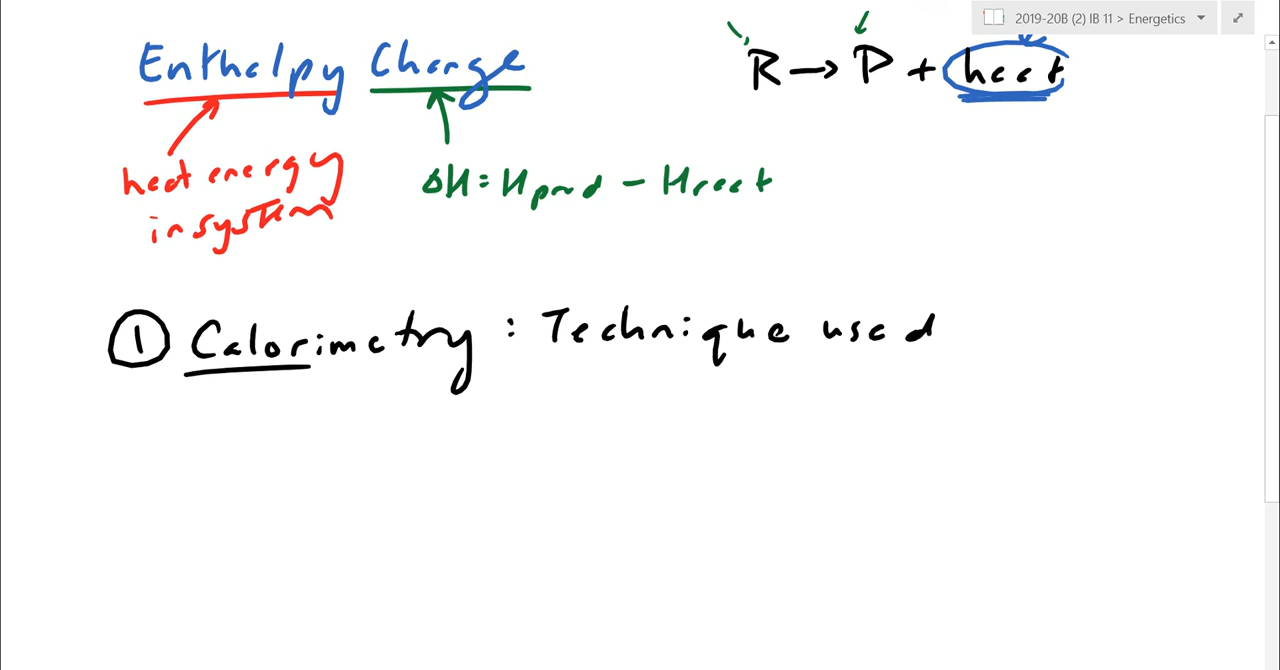 2019-20B (2) IB 11 > Energetics
Enthalpy Change
R → P + heat
heat energy
in system
ΔH = Hprod - Hreact
① Calorimetry : Technique used